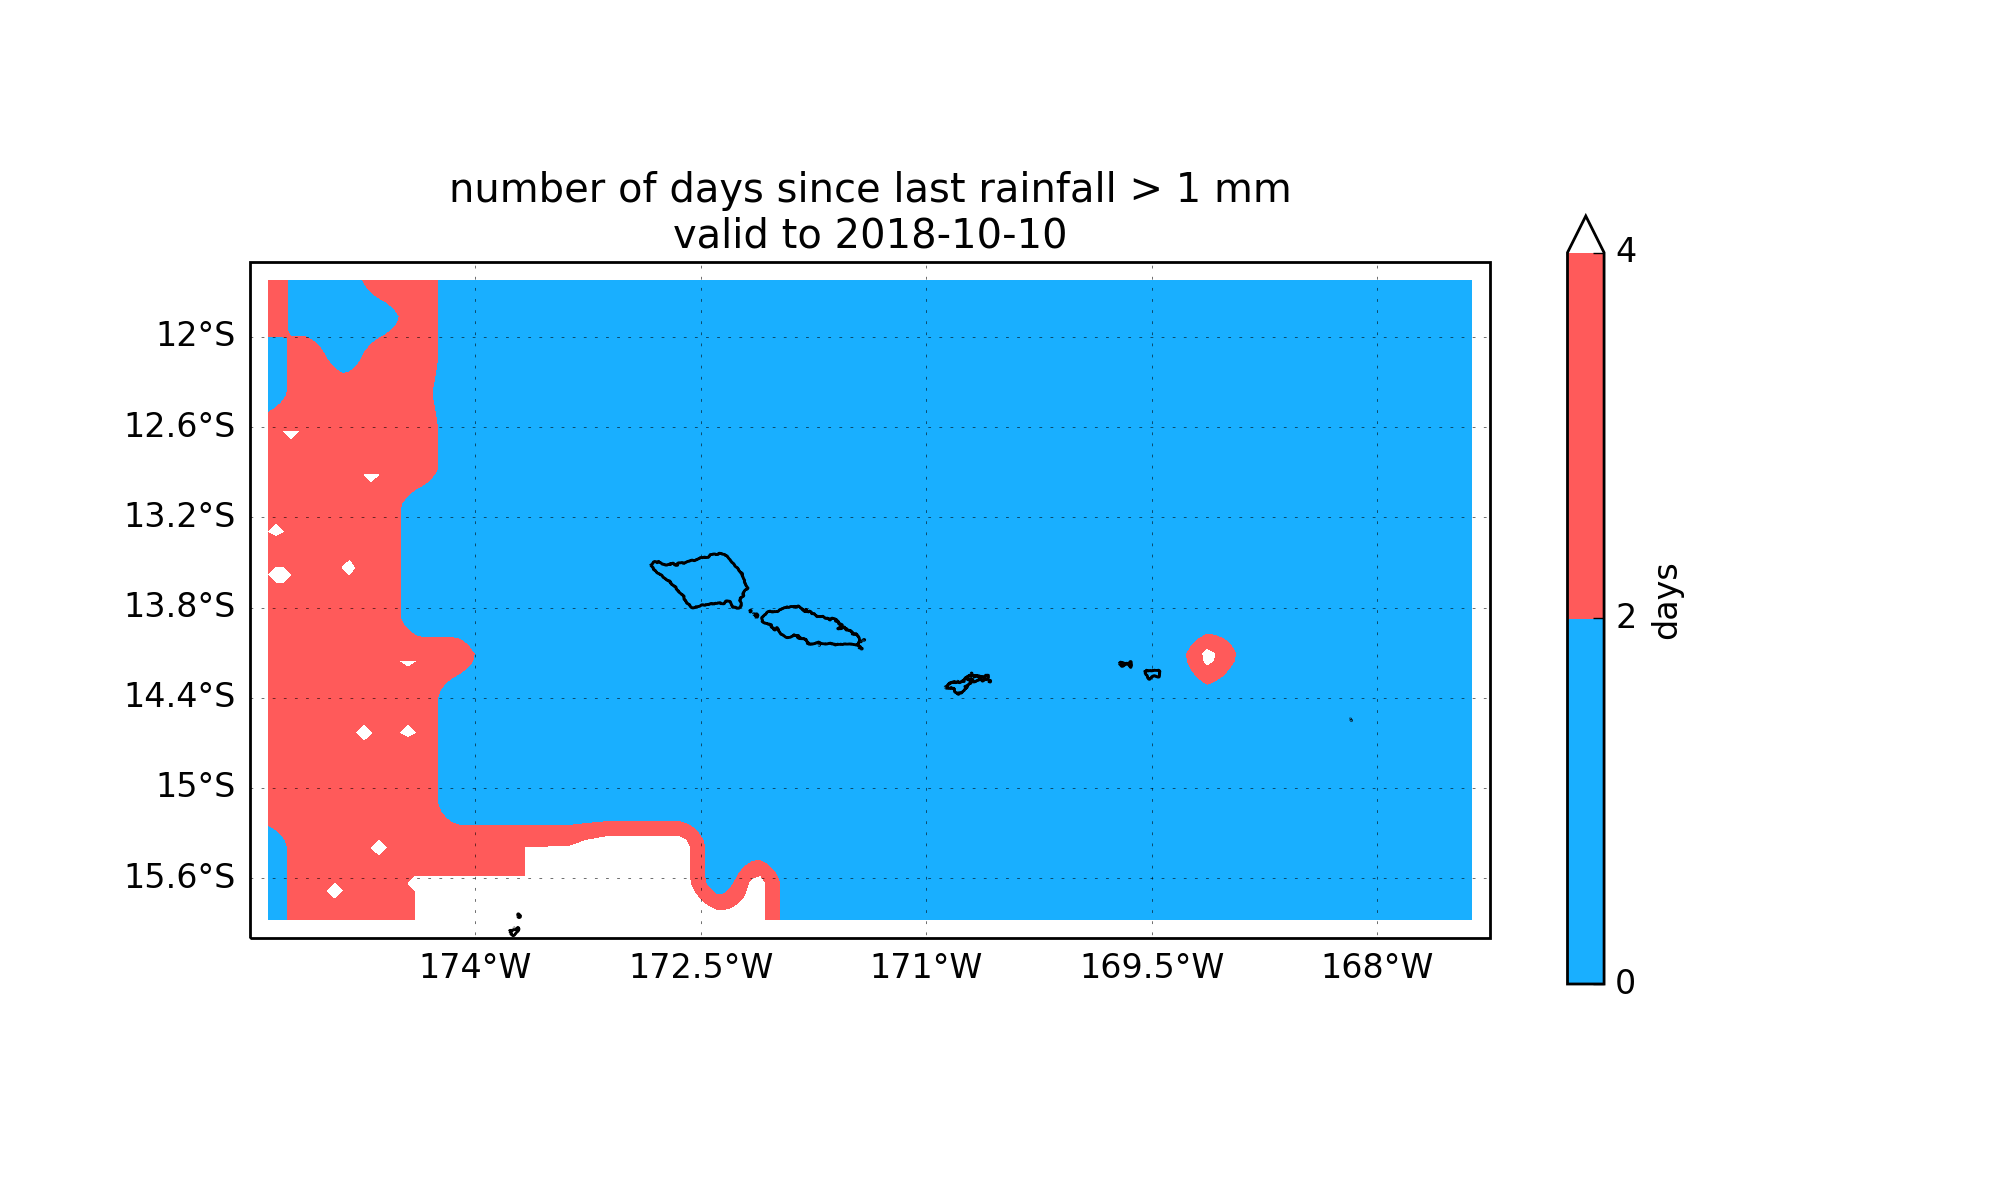 number of days since last rainfall > 1 mm
valid to 2018-10-10
12°S
12.6°S
13.2°S
13.8°S
14.4°S
15°S
15.6°S
174°W
172.5°W
171°W
169.5°W
168°W
4
2
0
days